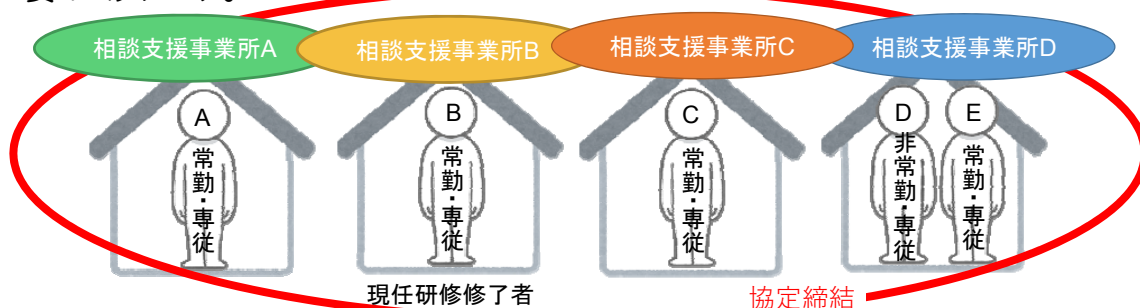 相談支援事業所A
相談支援事業所B
相談支援事業所C
相談支援事業所D
A
常勤・専従
B
常勤・専従
C
常勤・専従
D
非常勤・専従
E
常勤・専従
現任研修修了者
協定締結